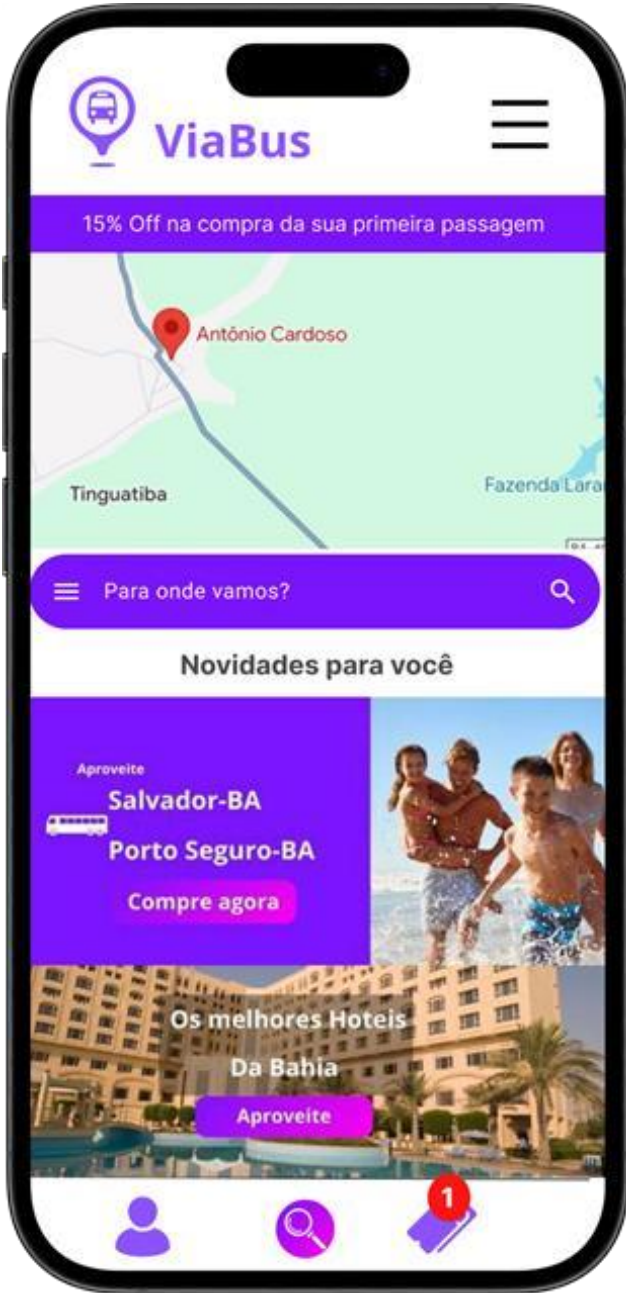 ViaBus
15% Off na compra da sua primeira passagem
Antônio Cardoso
Tinguatiba
Fazenda Lara
Para onde vamos?
Novidades para você
Aproveite
Salvador-BA
Porto Seguro-BA
Compre agora
Os melhores Hoteis
Da Bahia
Aproveite
1